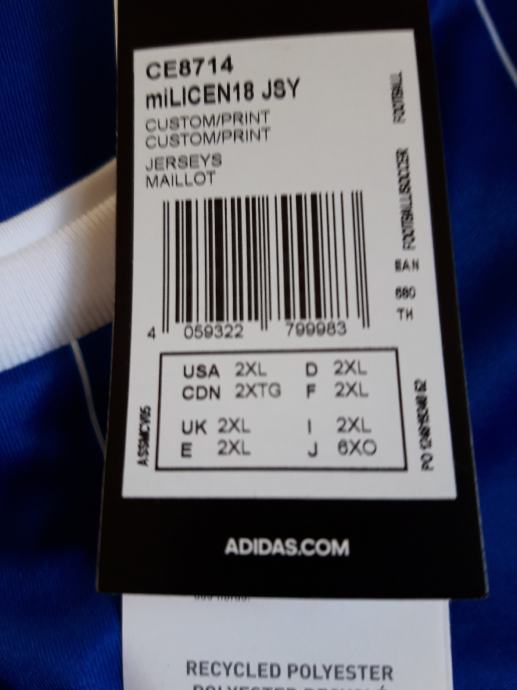 CE8714
miLICEN18 JSY
CUSTOM/PRINT
CUSTOM/PRINT
JERSEYS
MAILLOT
FOOTBALL
FOOTBALL/SOCCER
EAN
680
TH
4 059322 799983
USA 2XL D 2XL
CDN 2XTG F 2XL
UK 2XL I 2XL
E 2XL J 6XO
ADIDAS.COM
RECYCLED POLYESTER